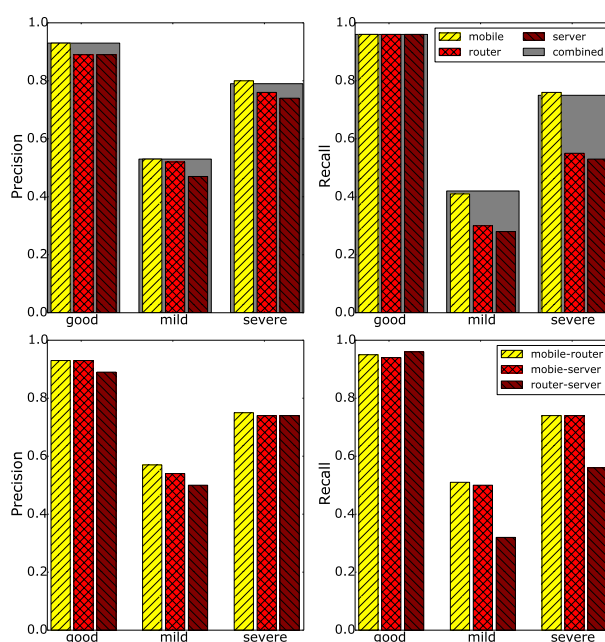 1.0
0.8
0.6
0.4
0.2
0.0
Precision
good mild severe
1.0
0.8
0.6
0.4
0.2
0.0
Recall
mobile server
router combined
good mild severe
1.0
0.8
0.6
0.4
0.2
0.0
Precision
good mild severe
1.0
0.8
0.6
0.4
0.2
0.0
Recall
mobile-router
mobie-server
router-server
good mild severe